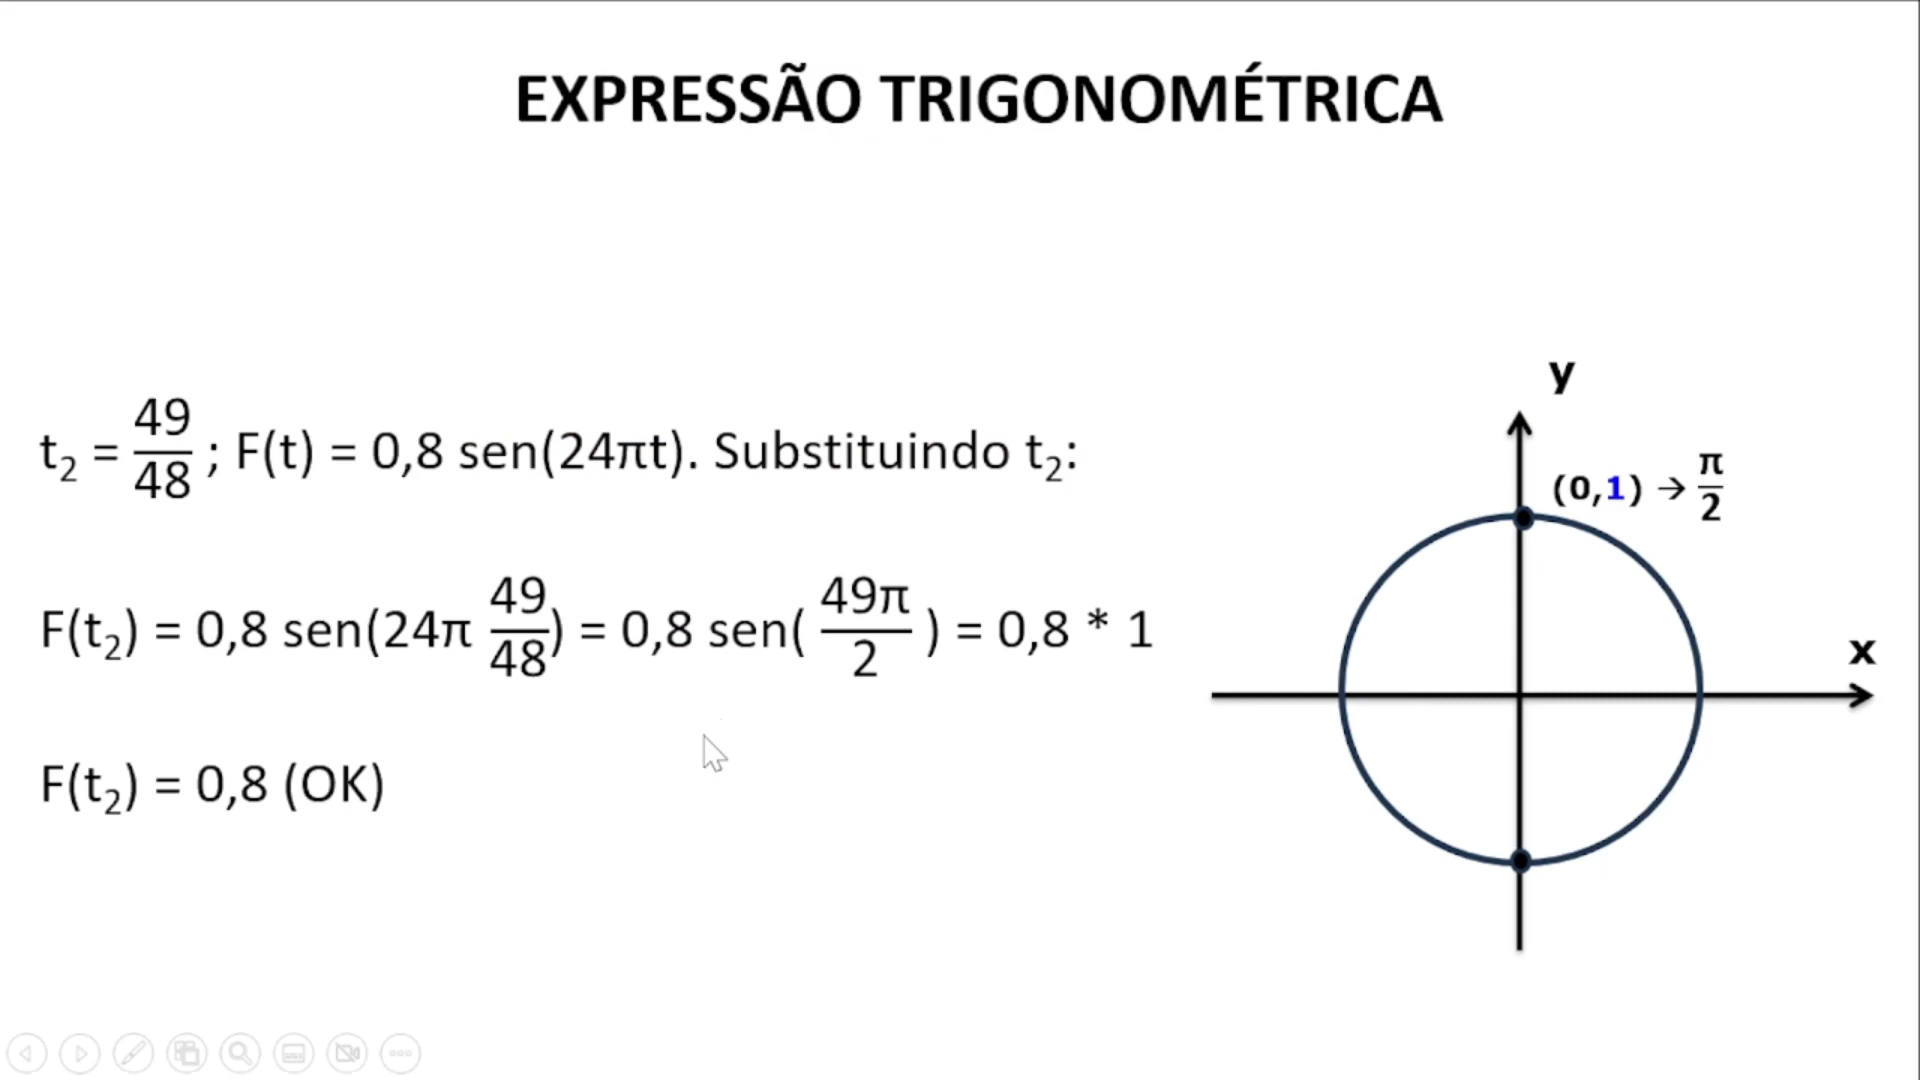 EXPRESSÃO TRIGONOMÉTRICA
t₂ = 49/48 ; F(t) = 0,8 sen(24πt). Substituindo t₂:
F(t₂) = 0,8 sen(24π 49/48) = 0,8 sen( 49π/2 ) = 0,8 * 1
F(t₂) = 0,8 (OK)
y
(0,1) → π/2
x